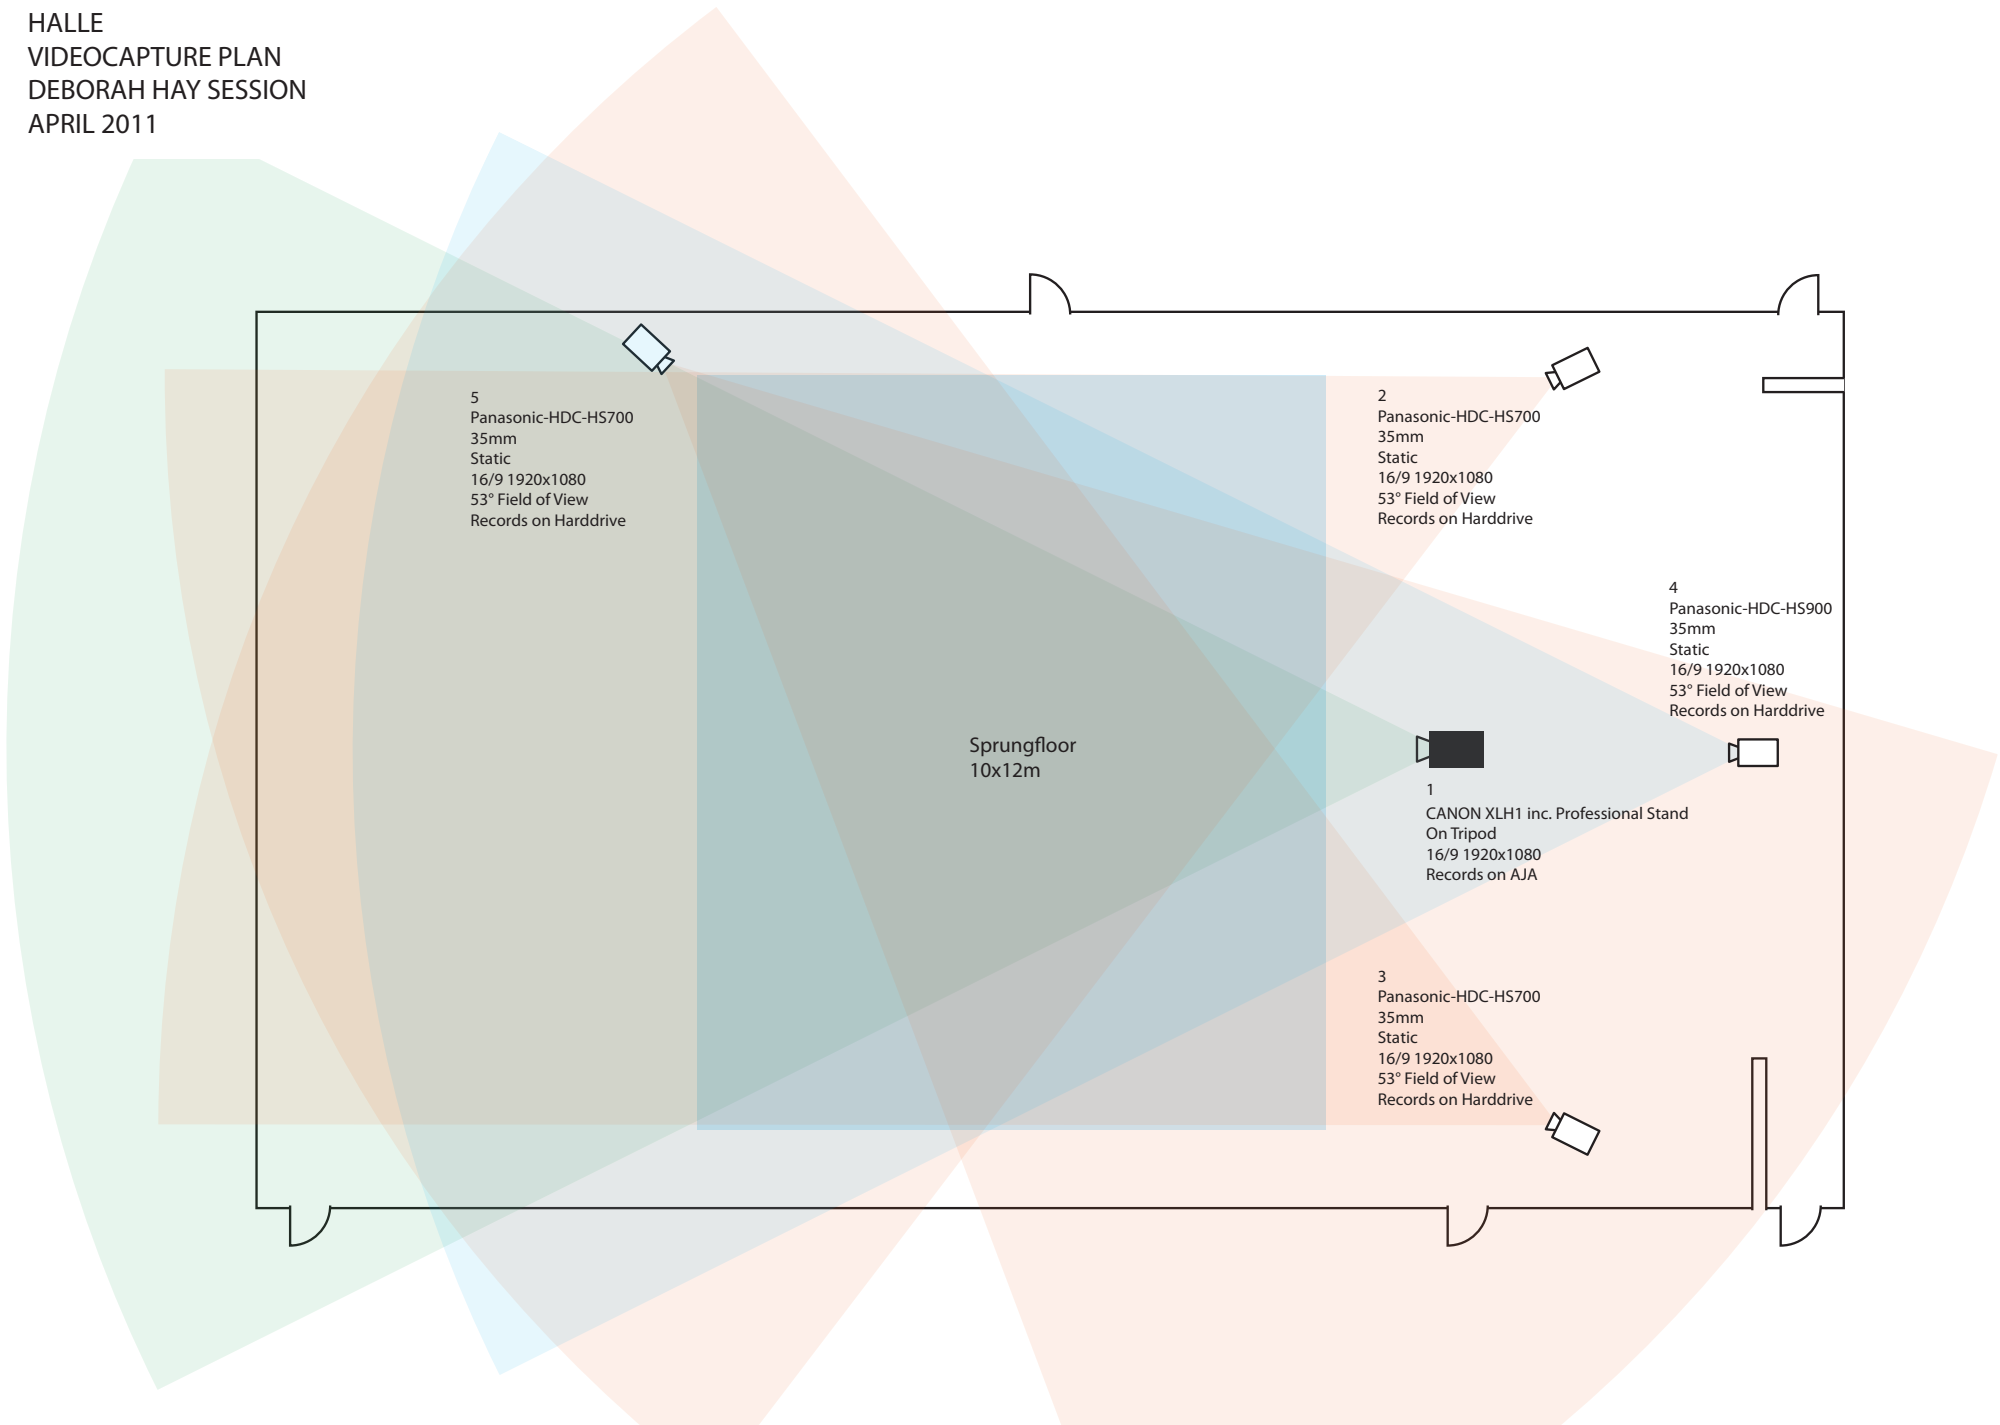 HALLE
VIDEOCAPTURE PLAN
DEBORAH HAY SESSION
APRIL 2011
5
Panasonic-HDC-HS700
35mm
Static
16/9 1920x1080
53° Field of View
Records on Harddrive
2
Panasonic-HDC-HS700
35mm
Static
16/9 1920x1080
53° Field of View
Records on Harddrive
4
Panasonic-HDC-HS900
35mm
Static
16/9 1920x1080
53° Field of View
Records on Harddrive
Sprungfloor
10x12m
1
CANON XLH1 inc. Professional Stand
On Tripod
16/9 1920x1080
Records on AJA
3
Panasonic-HDC-HS700
35mm
Static
16/9 1920x1080
53° Field of View
Records on Harddrive